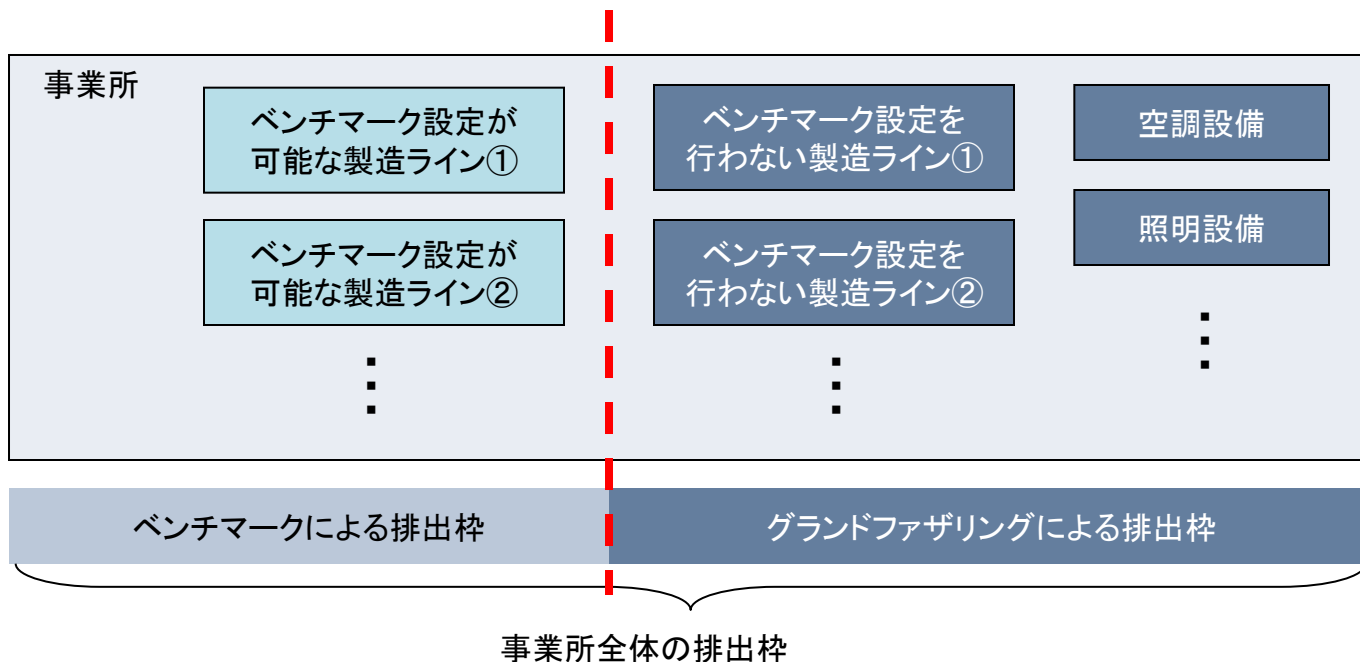 事業所
ベンチマーク設定が
可能な製造ライン①
ベンチマーク設定が
可能な製造ライン②
ベンチマーク設定を
行わない製造ライン①
ベンチマーク設定を
行わない製造ライン②
空調設備
照明設備
ベンチマークによる排出枠
グランドファザリングによる排出枠
事業所全体の排出枠